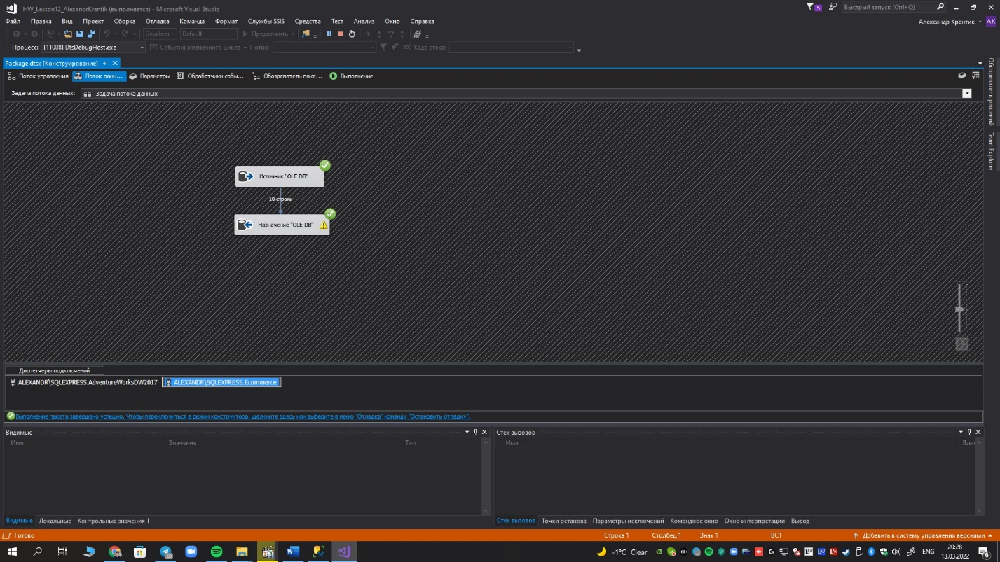 HW_Lesson12_AlexandrKrentik (выполняется) - Microsoft Visual Studio
5
Быстрый запуск (Ctrl+Q)
Файл Правка Вид Проект Сборка Отладка Команда Формат Службы SSIS Средства Тест Анализ Окно Справка
Александр Крентик AK
Developi Default Продолжить
Процесс: [11008] DtsDebugHost.exe События жизненного цикла Поток: Кадр стека:
Package.dtsx [Конструирование]
Поток управления Поток данн... Параметры Обработчики собы... Обозреватель паке... Выполнение
Задача потока данных: Задача потока данных
Обозреватель решений
Team Explorer
Источник "OLE DB"
10 строки
Назначение "OLE DB"
Диспетчеры подключений
ALEXANDR\SQLEXPRESS.AdventureWorksDW2017 ALEXANDR\SQLEXPRESS.Ecommerce
Выполнение пакета завершено успешно. Чтобы переключиться в режим конструктора, щелкните здесь или выберите в меню "Отладка" команду "Остановить отладку".
Видимые
Имя Значение Тип
Стек вызовов
Имя Язы
Видимые Локальные Контрольные значения 1
Стек вызовов Точки останова Параметры исключений Командное окно Окно интерпретации Вывод
Готово Строка 1 Столбец 1 Знак 1 ВСТ Добавить в систему управления версиями
-1°C Clear
ENG
20:28
13.03.2022
6